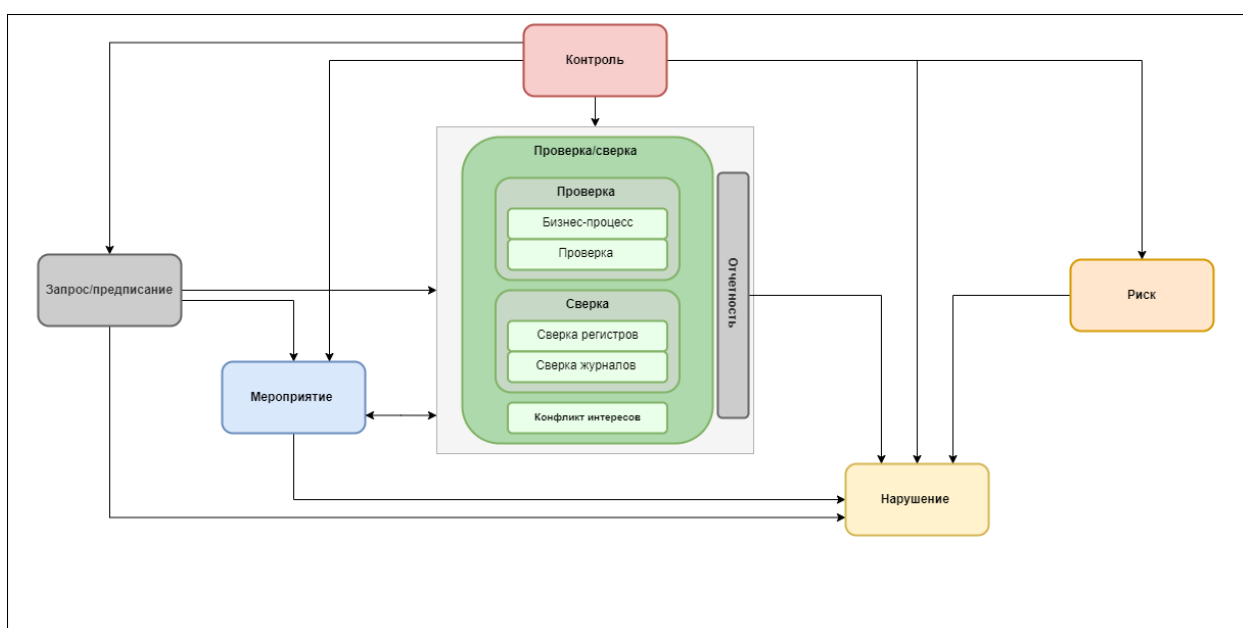 Контроль
Проверка/сверка
Проверка
Бизнес-процесс
Проверка
Отчетность
Запрос/предписание
Сверка
Риск
Сверка регистров
Сверка журналов
Мероприятие
Конфликт интересов
Нарушение